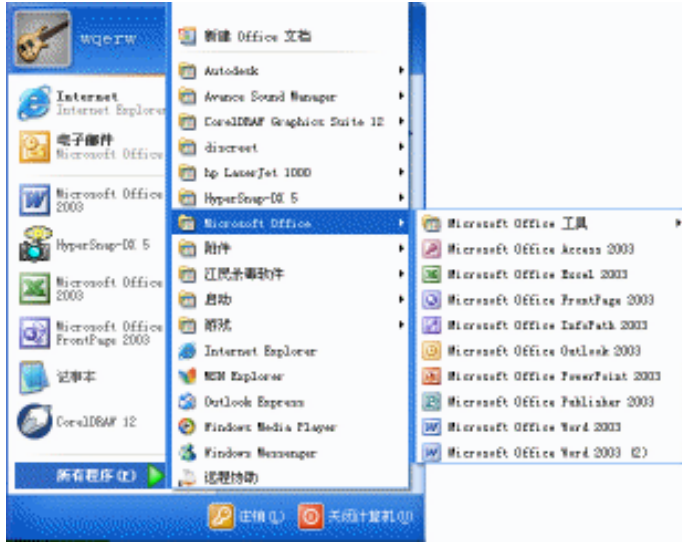 wqerw
Internet
Internet Explorer
电子邮件
Microsoft Office
Microsoft Office
2003
HyperSnap-DX 5
Microsoft Office
2003
Microsoft Office
FrontPage 2003
记事本
CorelDRAW 12
所有程序(P)
新建 Office 文档
Autodesk
Avance Sound Manager
CorelDRAW Graphics Suite 12
discreet
hp LaserJet 1000
HyperSnap-DX 5
Microsoft Office
附件
江民杀毒软件
启动
游戏
Internet Explorer
MSN Explorer
Outlook Express
Windows Media Player
Windows Messenger
远程协助
Microsoft Office 工具
Microsoft Office Access 2003
Microsoft Office Excel 2003
Microsoft Office FrontPage 2003
Microsoft Office InfoPath 2003
Microsoft Office Outlook 2003
Microsoft Office PowerPoint 2003
Microsoft Office Publisher 2003
Microsoft Office Word 2003
Microsoft Office Word 2003 (2)
注销(L)
关闭计算机(U)